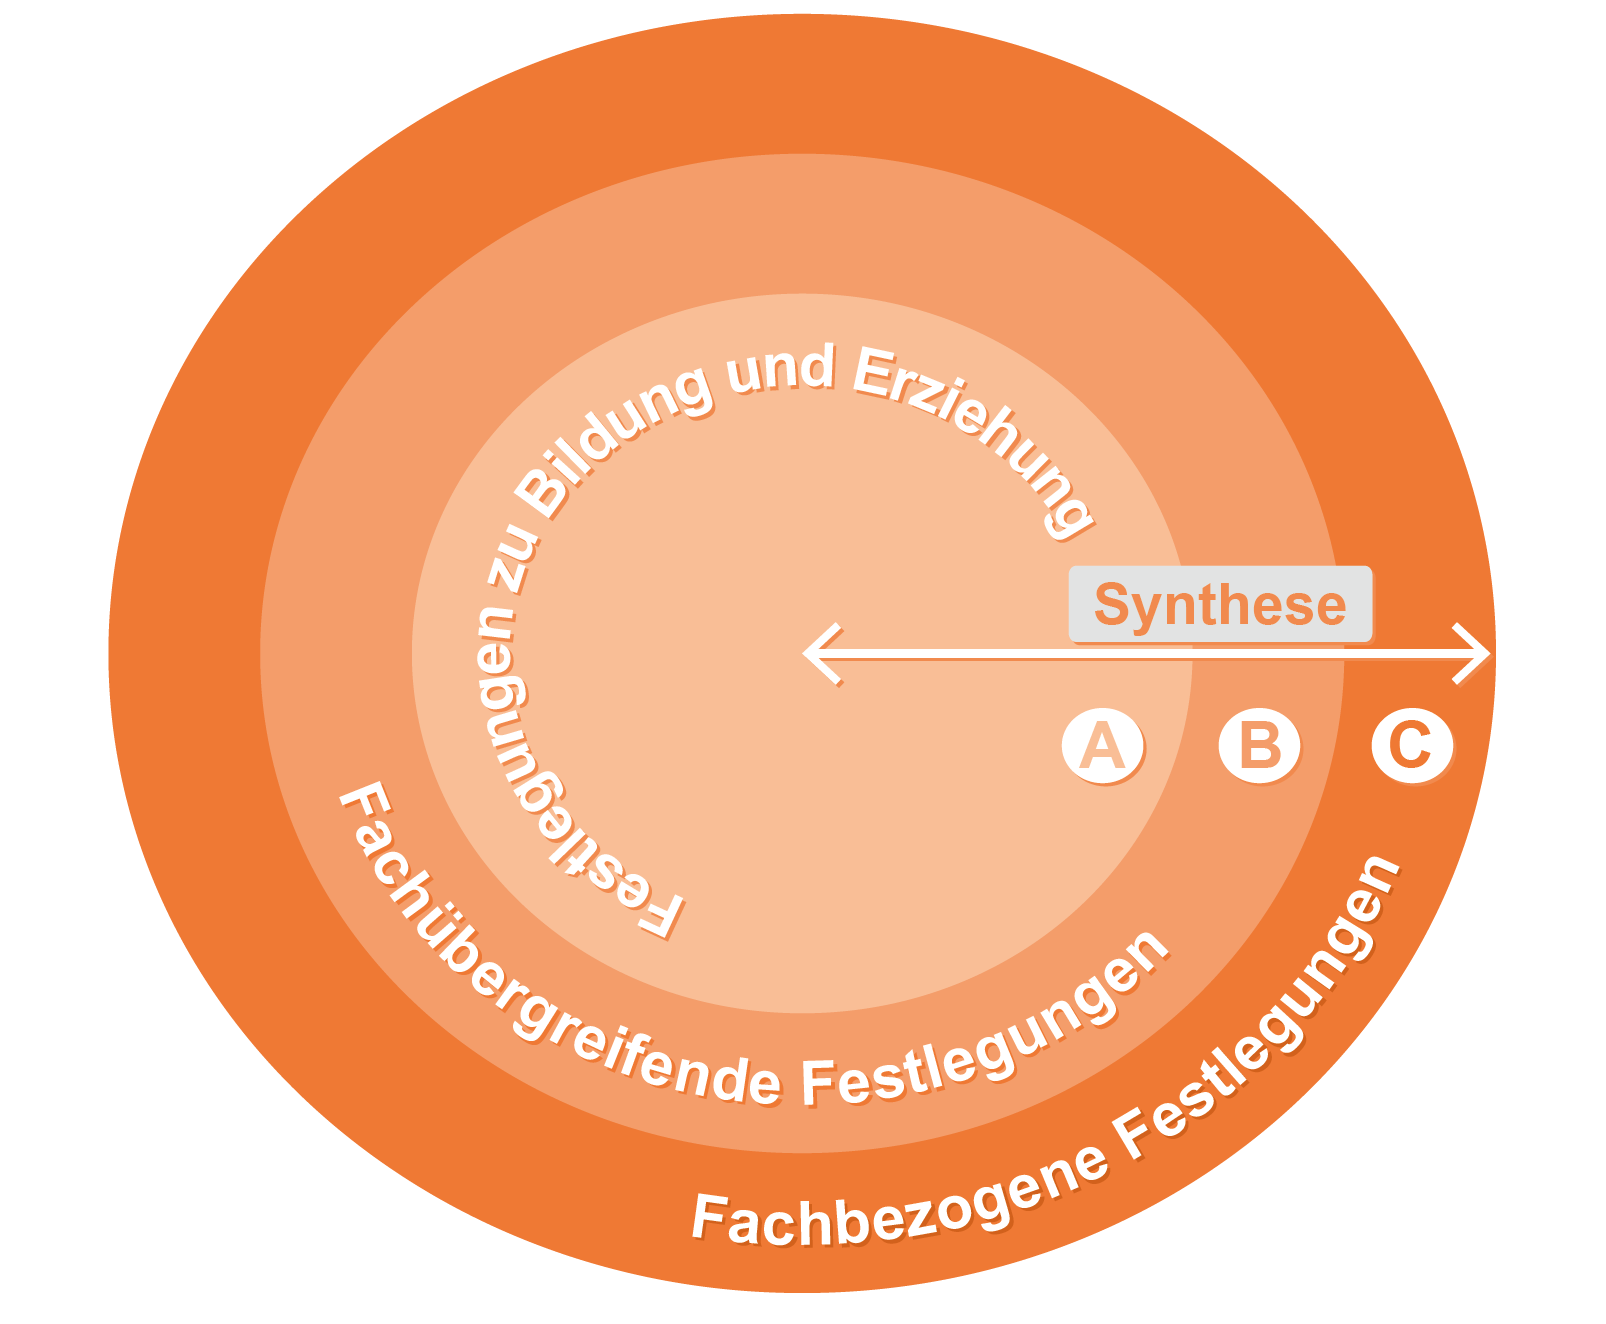 Festlegungen zu Bildung und Erziehung
Synthese
A
B
C
Fachübergreifende Festlegungen
Fachbezogene Festlegungen